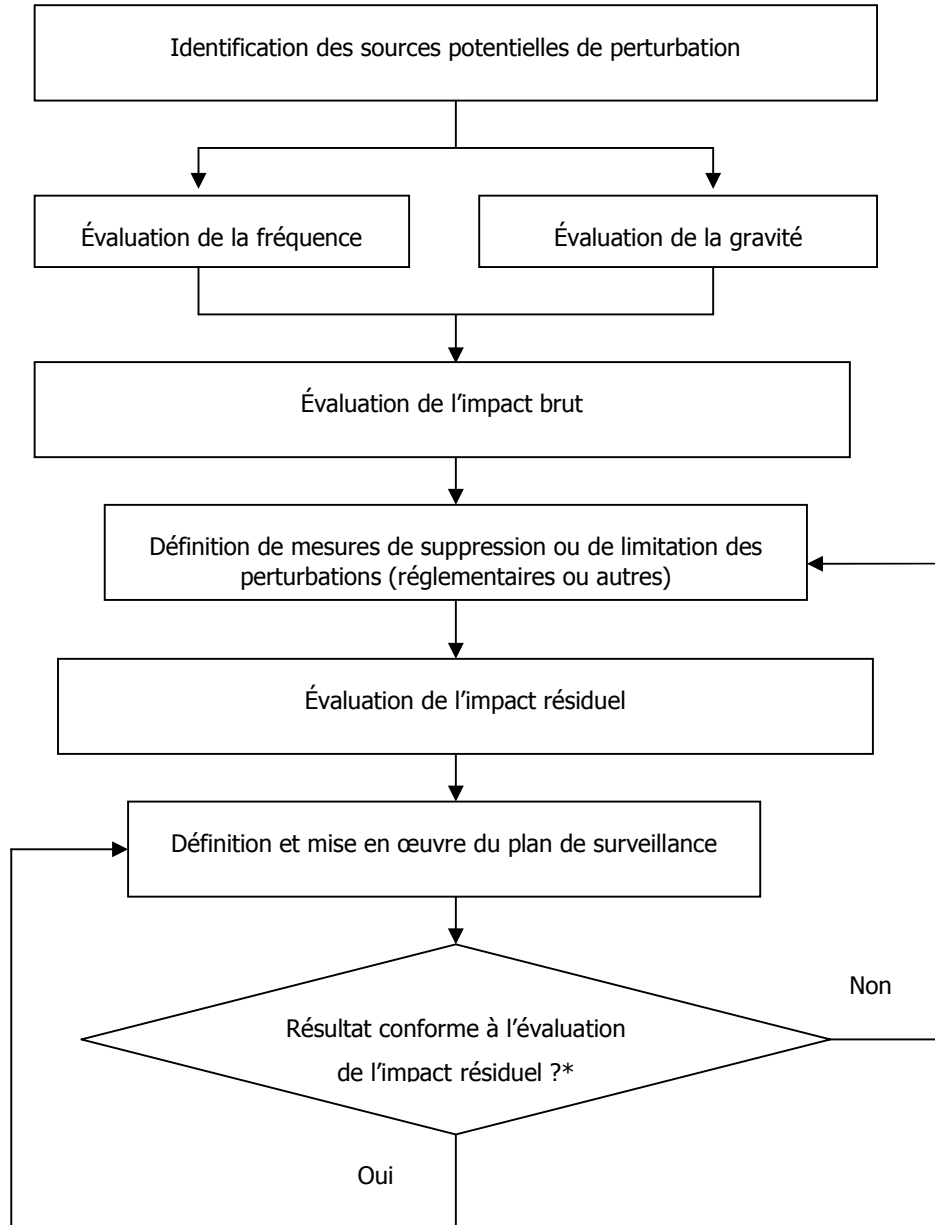 Identification des sources potentielles de perturbation
Évaluation de la fréquence
Évaluation de la gravité
Évaluation de l’impact brut
Définition de mesures de suppression ou de limitation des
perturbations (réglementaires ou autres)
Évaluation de l’impact résiduel
Définition et mise en œuvre du plan de surveillance
Non
Résultat conforme à l’évaluation
de l’impact résiduel ?*
Oui